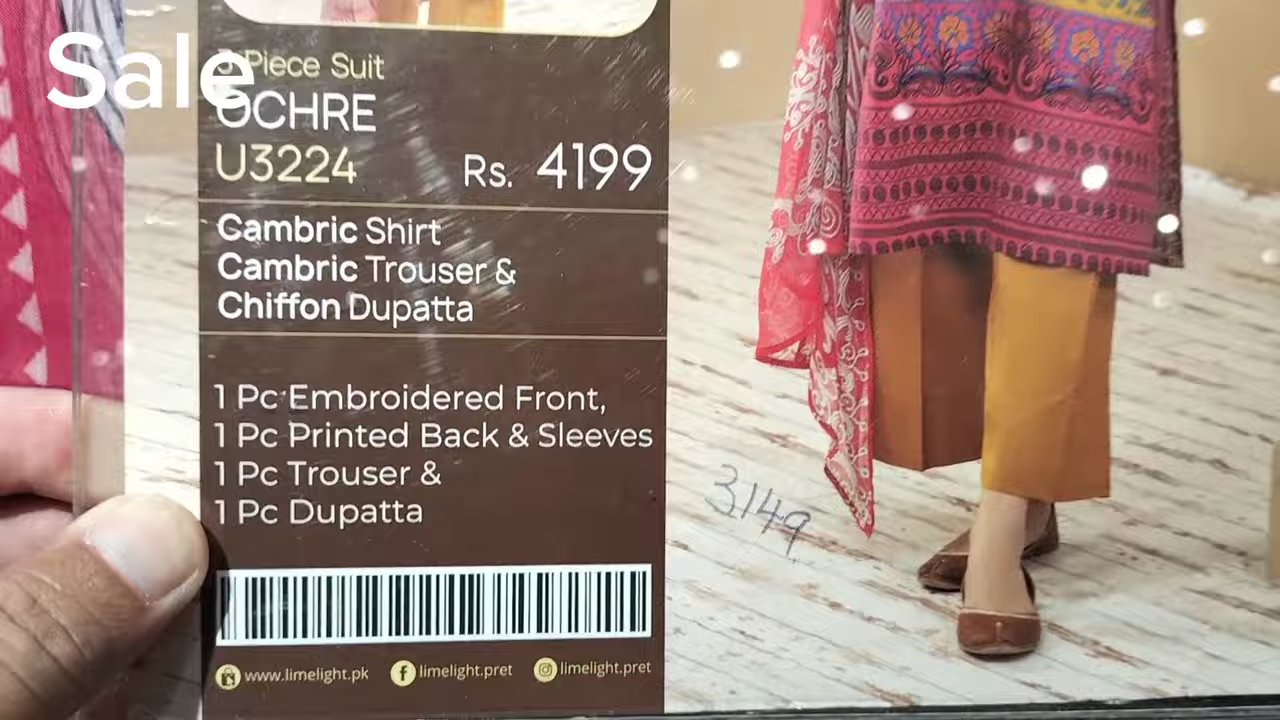 Sale
3 Piece Suit
OCHRE
U3224 Rs. 4199
Cambric Shirt
Cambric Trouser &
Chiffon Dupatta
1 Pc Embroidered Front,
1 Pc Printed Back & Sleeves
1 Pc Trouser &
1 Pc Dupatta
3149
www.limelight.pk limelight.pret limelight.pret